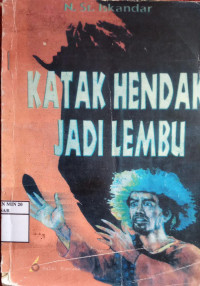 N. St. Iskandar
KATAK HENDAK
JADI LEMBU